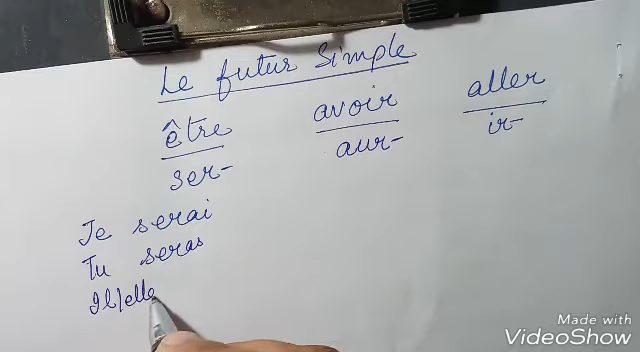 Le futur simple
être avoir aller
ser- aur- ir-
Je serai
Tu seras
Il/elle
Made with
VideoShow